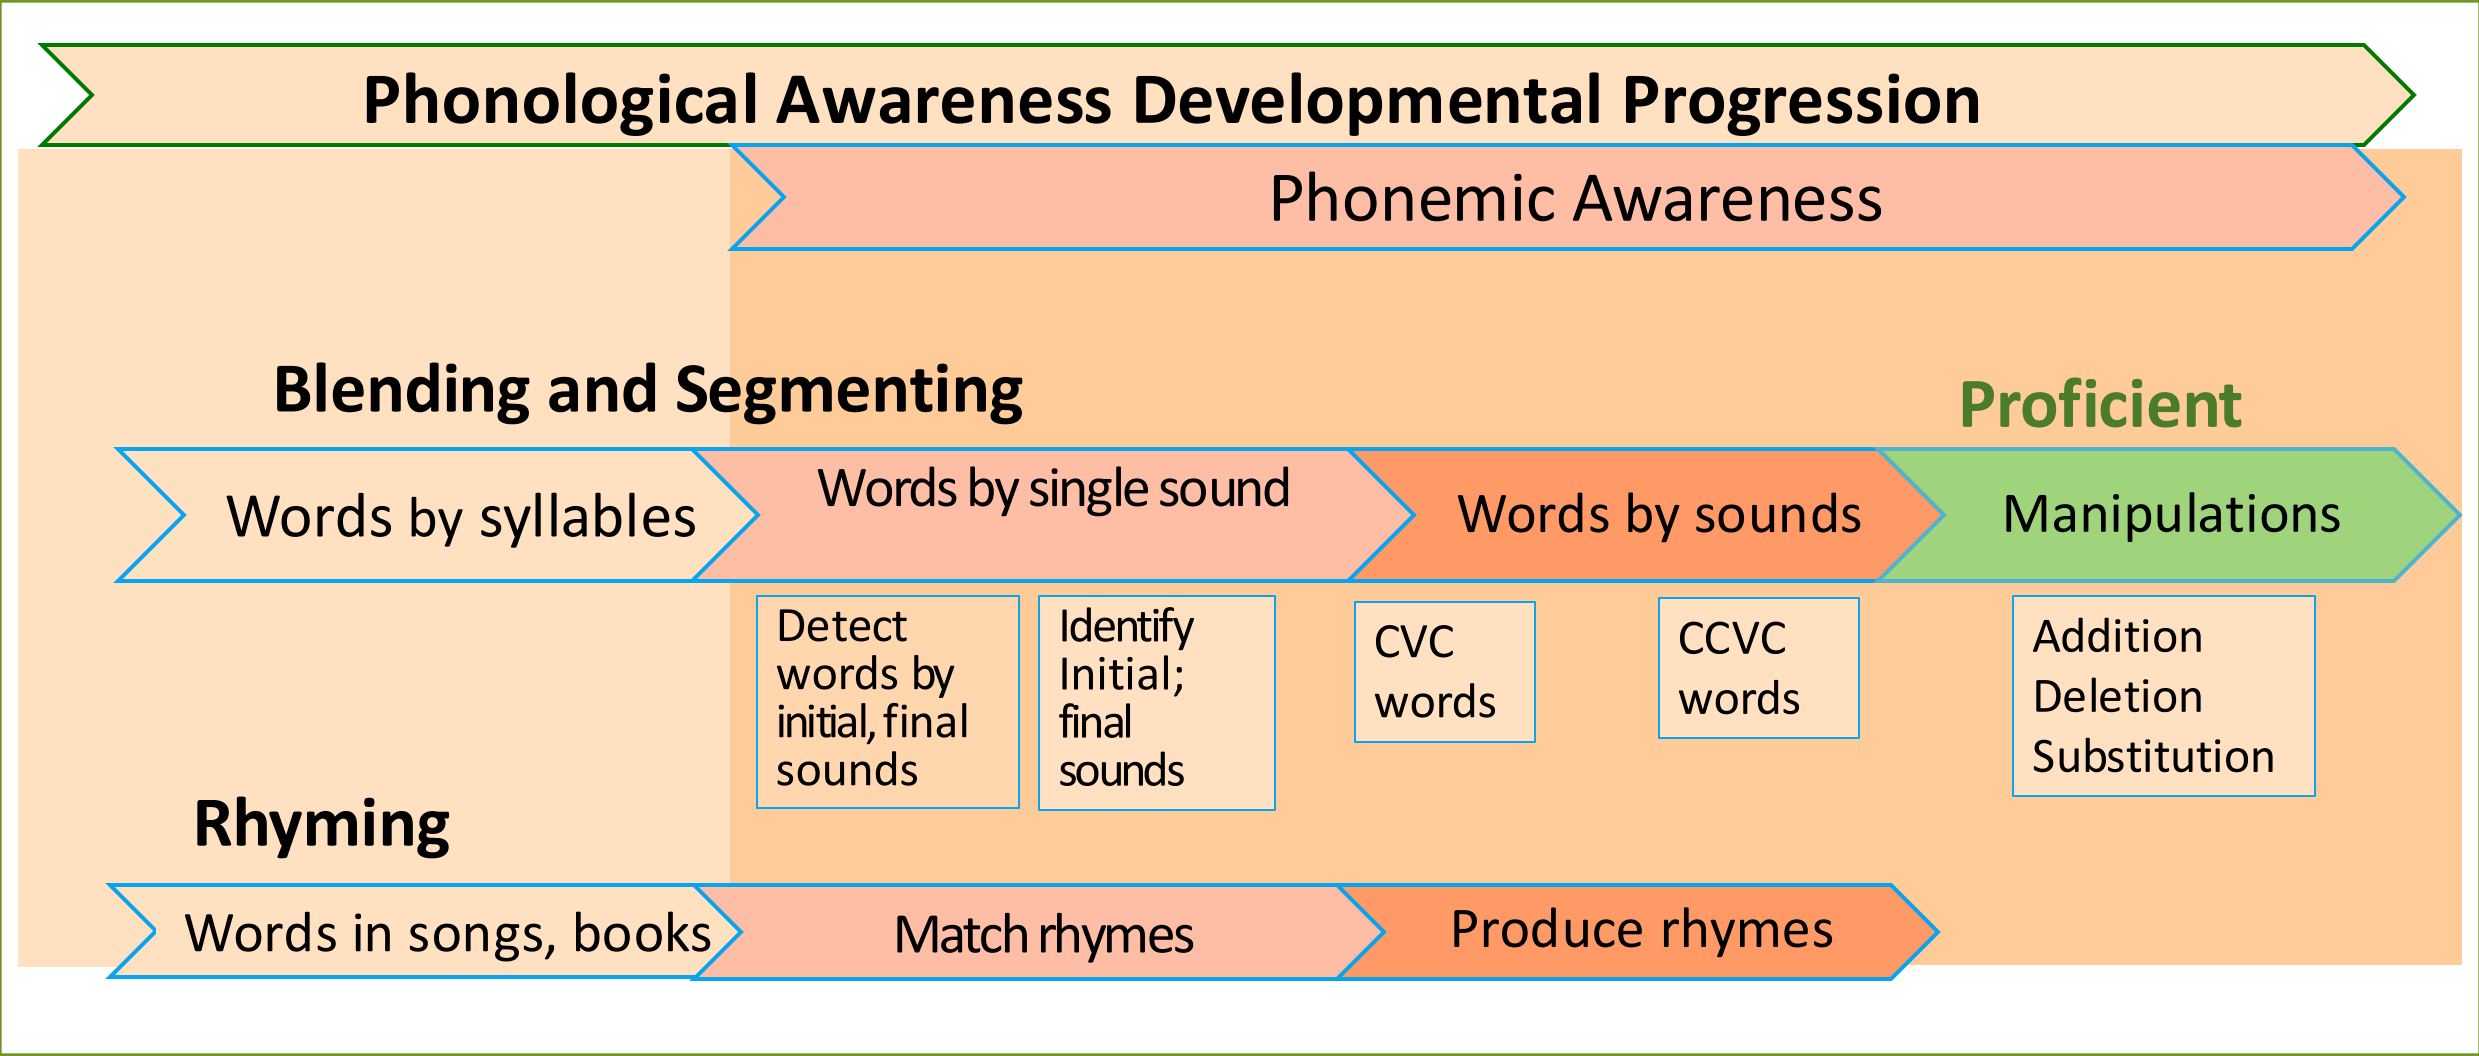 Phonological Awareness Developmental Progression
Phonemic Awareness
Blending and Segmenting
Proficient
Words by syllables
Words by single sound
Words by sounds
Manipulations
Detect
words by
initial, final
sounds
Identify
Initial;
final
sounds
CVC
words
CCVC
words
Addition
Deletion
Substitution
Rhyming
Words in songs, books
Match rhymes
Produce rhymes